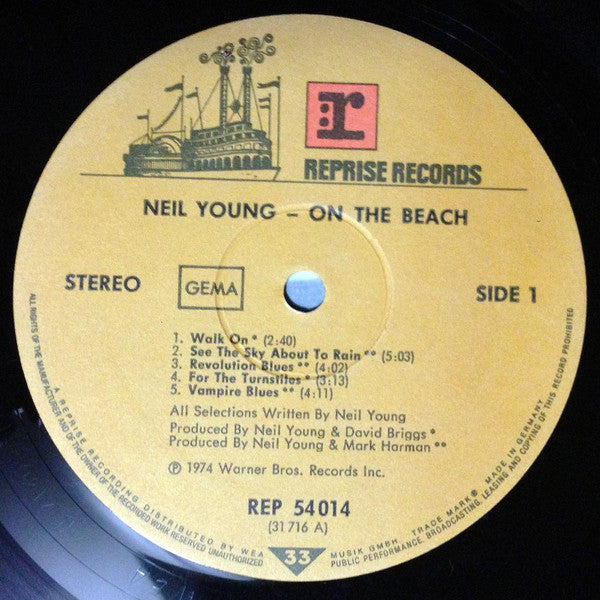 r
REPRISE RECORDS
NEIL YOUNG – ON THE BEACH
STEREO
GEMA
SIDE 1
1. Walk On * (2:40)
2. See The Sky About To Rain ** (5:03)
3. Revolution Blues ** (4:02)
4. For The Turnstiles * (3:13)
5. Vampire Blues ** (4:11)
All Selections Written By Neil Young
Produced By Neil Young & David Briggs *
Produced By Neil Young & Mark Harman **
Ⓟ 1974 Warner Bros. Records Inc.
REP 54014
(31 716 A)
33
A REPRISE RECORDING DISTRIBUTED BY WEA MUSIK GMBH. TRADE MARK® MADE IN GERMANY
ALL RIGHTS OF THE MANUFACTURER AND OF THE OWNER OF THE RECORDED WORK RESERVED UNAUTHORIZED PUBLIC PERFORMANCE, BROADCASTING, LEASING AND COPYING OF THIS RECORD PROHIBITED